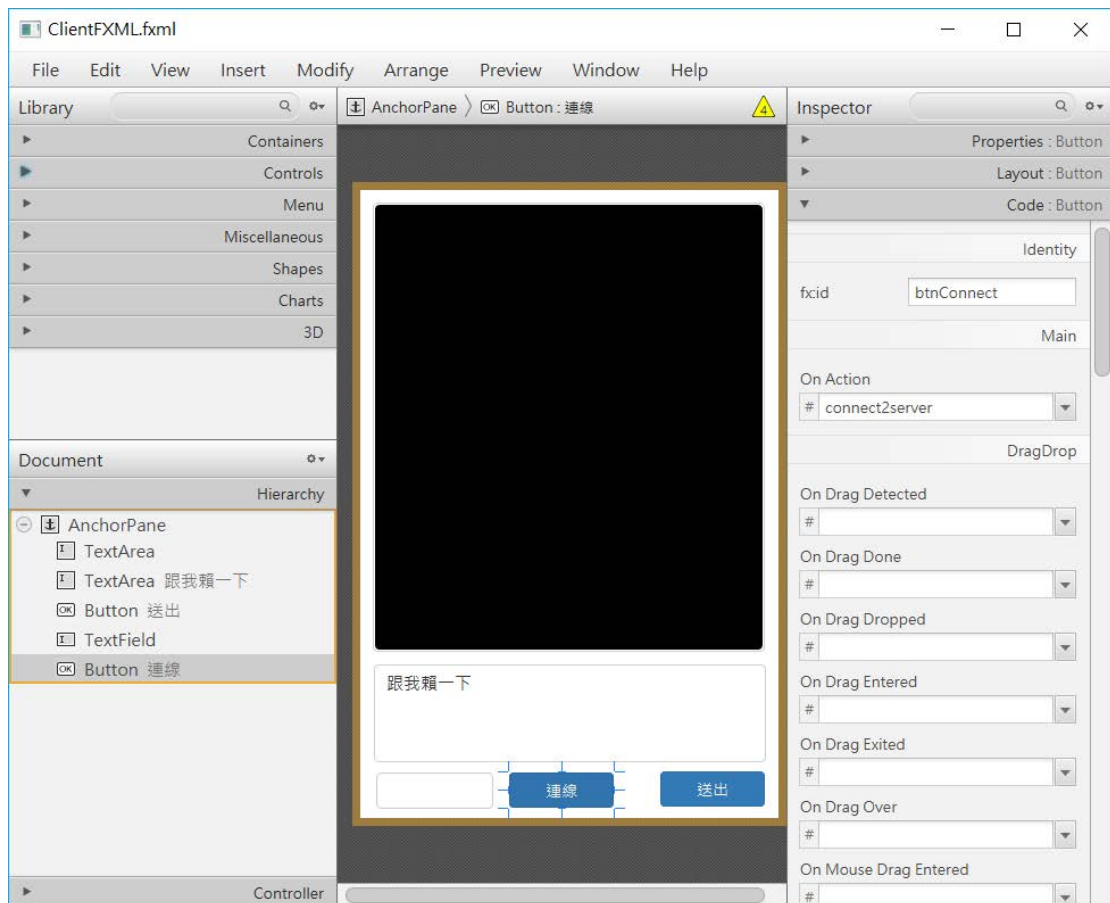 ClientFXML.fxml
File Edit View Insert Modify Arrange Preview Window Help
Library
Containers
Controls
Menu
Miscellaneous
Shapes
Charts
3D
Document
Hierarchy
AnchorPane
TextArea
TextArea 跟我賴一下
Button 送出
TextField
Button 連線
Controller
AnchorPane Button : 連線 4
跟我賴一下
連線 送出
Inspector
Properties : Button
Layout : Button
Code : Button
Identity
fx:id btnConnect
Main
On Action
# connect2server
DragDrop
On Drag Detected
#
On Drag Done
#
On Drag Dropped
#
On Drag Entered
#
On Drag Exited
#
On Drag Over
#
On Mouse Drag Entered
#